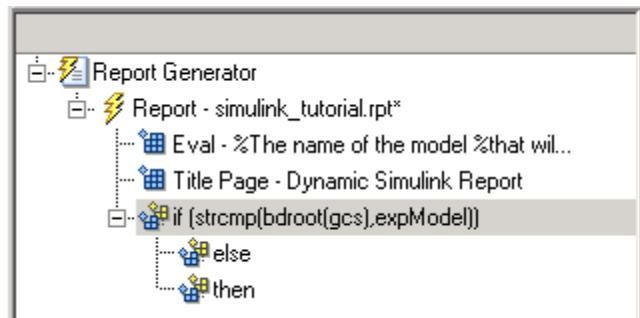 Report Generator
Report - simulink_tutorial.rpt*
Eval - %The name of the model %that wil...
Title Page - Dynamic Simulink Report
if (strcmp(bdroot(gcs),expModel))
else
then